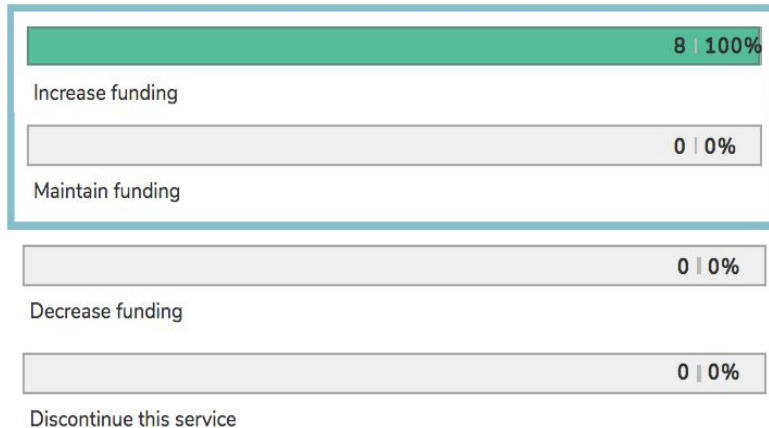 8 | 100%
Increase funding
0 | 0%
Maintain funding
0 | 0%
Decrease funding
0 | 0%
Discontinue this service